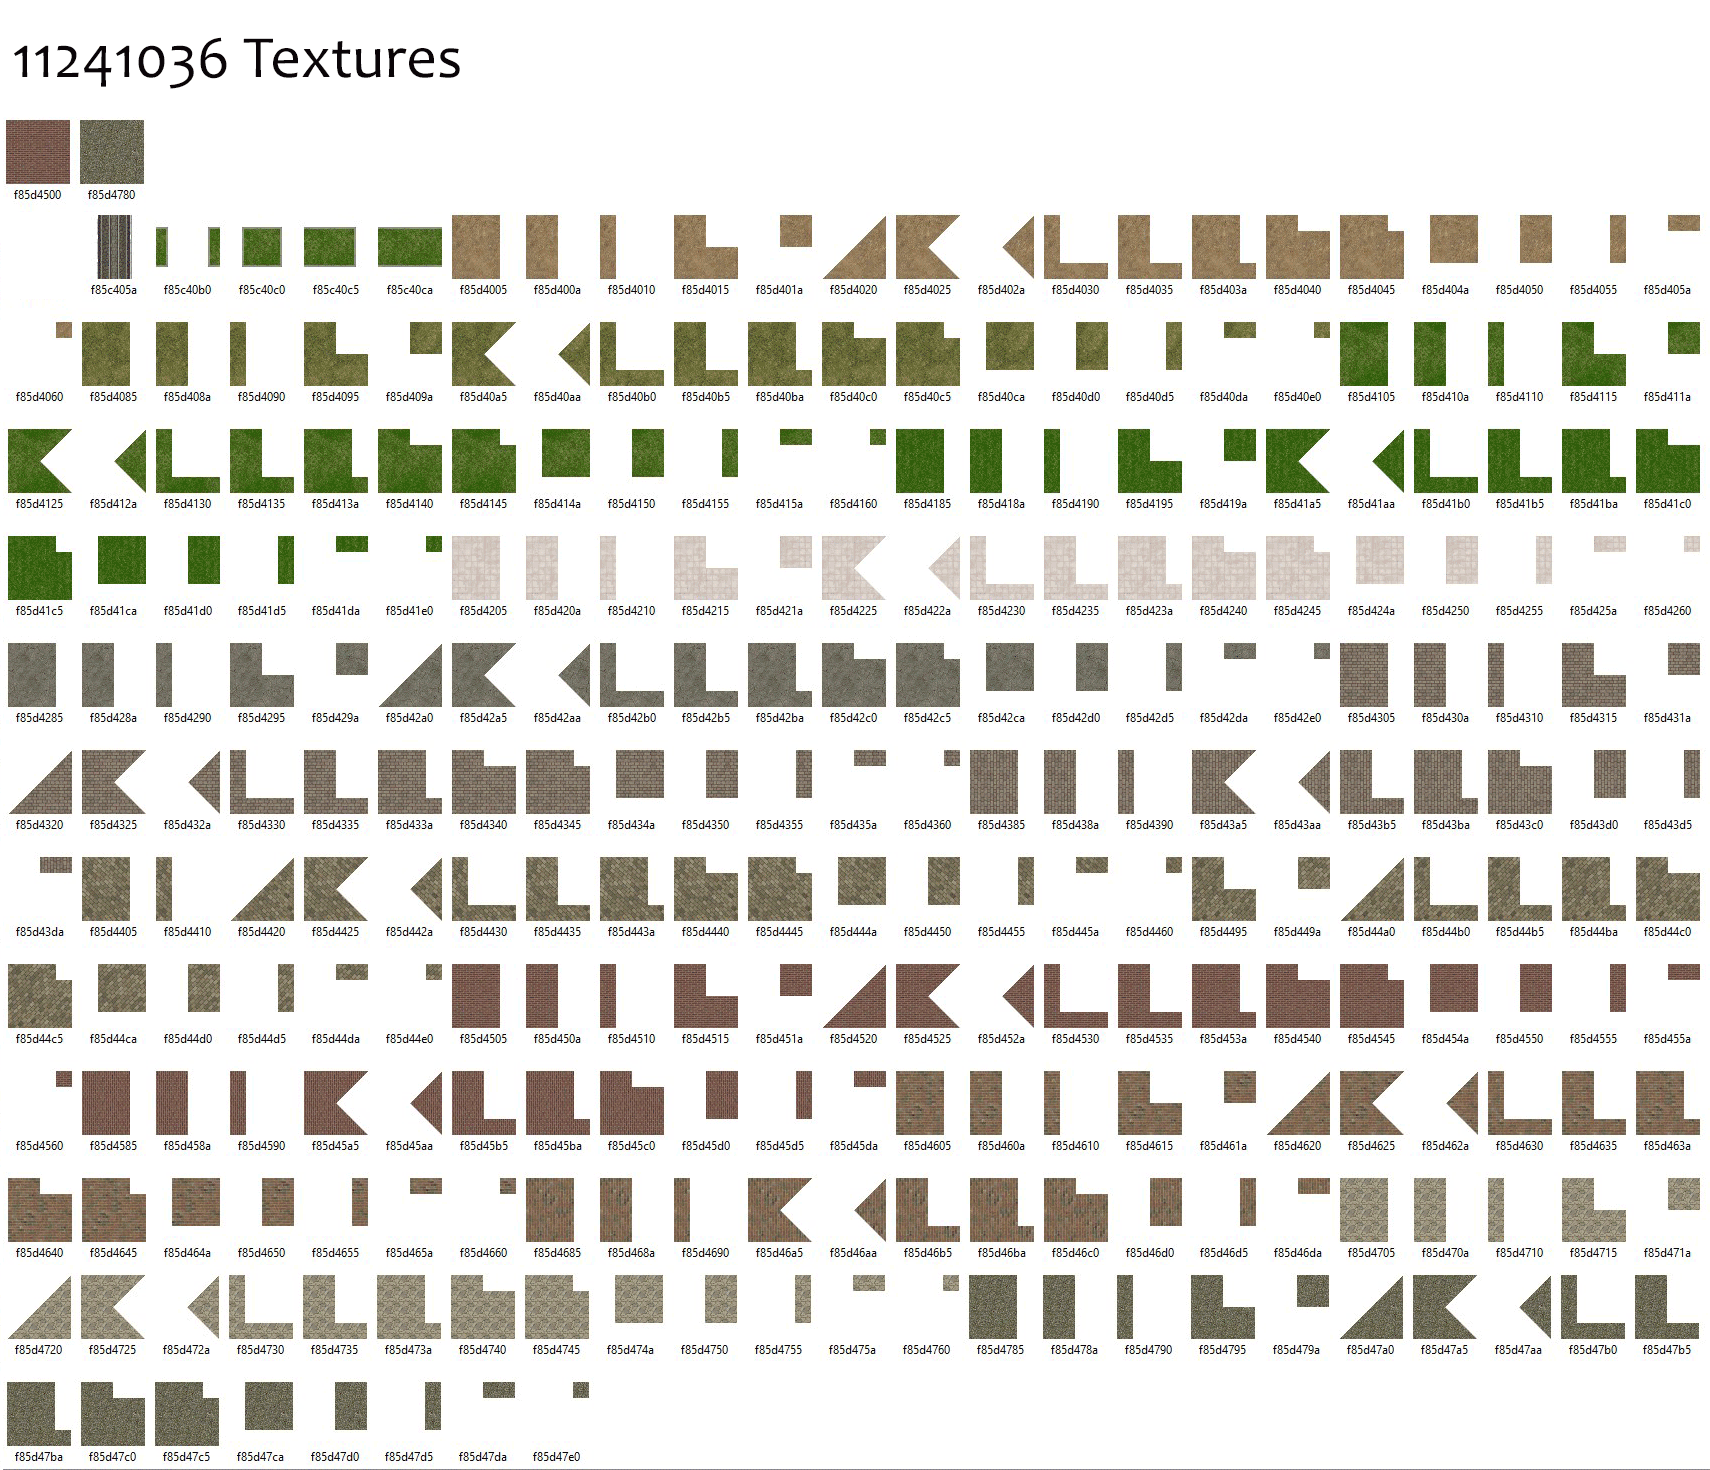 11241036 Textures
f85d4500 f85d4780
f85c405a f85c40b0 f85c40c0 f85c40c5 f85c40ca f85d4005 f85d400a f85d4010 f85d4015 f85d401a f85d4020 f85d4025 f85d402a f85d4030 f85d4035 f85d403a f85d4040 f85d4045 f85d404a f85d4050 f85d4055 f85d405a
f85d4060 f85d4085 f85d408a f85d4090 f85d4095 f85d409a f85d40a5 f85d40aa f85d40b0 f85d40b5 f85d40ba f85d40c0 f85d40c5 f85d40ca f85d40d0 f85d40d5 f85d40da f85d40e0 f85d4105 f85d410a f85d4110 f85d4115 f85d411a
f85d4125 f85d412a f85d4130 f85d4135 f85d413a f85d4140 f85d4145 f85d414a f85d4150 f85d4155 f85d415a f85d4160 f85d4185 f85d418a f85d4190 f85d4195 f85d419a f85d41a5 f85d41aa f85d41b0 f85d41b5 f85d41ba f85d41c0
f85d41c5 f85d41ca f85d41d0 f85d41d5 f85d41da f85d41e0 f85d4205 f85d420a f85d4210 f85d4215 f85d421a f85d4225 f85d422a f85d4230 f85d4235 f85d423a f85d4240 f85d4245 f85d424a f85d4250 f85d4255 f85d425a f85d4260
f85d4285 f85d428a f85d4290 f85d4295 f85d429a f85d42a0 f85d42a5 f85d42aa f85d42b0 f85d42b5 f85d42ba f85d42c0 f85d42c5 f85d42ca f85d42d0 f85d42d5 f85d42da f85d42e0 f85d4305 f85d430a f85d4310 f85d4315 f85d431a
f85d4320 f85d4325 f85d432a f85d4330 f85d4335 f85d433a f85d4340 f85d4345 f85d434a f85d4350 f85d4355 f85d435a f85d4360 f85d4385 f85d438a f85d4390 f85d43a5 f85d43aa f85d43b5 f85d43ba f85d43c0 f85d43d0 f85d43d5
f85d43da f85d4405 f85d4410 f85d4420 f85d4425 f85d442a f85d4430 f85d4435 f85d443a f85d4440 f85d4445 f85d444a f85d4450 f85d4455 f85d445a f85d4460 f85d4495 f85d449a f85d44a0 f85d44b0 f85d44b5 f85d44ba f85d44c0
f85d44c5 f85d44ca f85d44d0 f85d44d5 f85d44da f85d44e0 f85d4505 f85d450a f85d4510 f85d4515 f85d451a f85d4520 f85d4525 f85d452a f85d4530 f85d4535 f85d453a f85d4540 f85d4545 f85d454a f85d4550 f85d4555 f85d455a
f85d4560 f85d4585 f85d458a f85d4590 f85d45a5 f85d45aa f85d45b5 f85d45ba f85d45c0 f85d45d0 f85d45d5 f85d45da f85d4605 f85d460a f85d4610 f85d4615 f85d461a f85d4620 f85d4625 f85d462a f85d4630 f85d4635 f85d463a
f85d4640 f85d4645 f85d464a f85d4650 f85d4655 f85d465a f85d4660 f85d4685 f85d468a f85d4690 f85d46a5 f85d46aa f85d46b5 f85d46ba f85d46c0 f85d46d0 f85d46d5 f85d46da f85d4705 f85d470a f85d4710 f85d4715 f85d471a
f85d4720 f85d4725 f85d472a f85d4730 f85d4735 f85d473a f85d4740 f85d4745 f85d474a f85d4750 f85d4755 f85d475a f85d4760 f85d4785 f85d478a f85d4790 f85d4795 f85d479a f85d47a0 f85d47a5 f85d47aa f85d47b0 f85d47b5
f85d47ba f85d47c0 f85d47c5 f85d47ca f85d47d0 f85d47d5 f85d47da f85d47e0